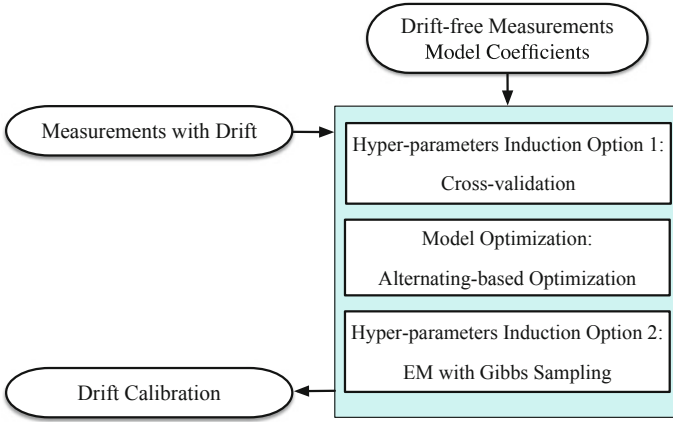 Drift-free Measurements
Model Coefficients
Measurements with Drift
Hyper-parameters Induction Option 1:
Cross-validation
Model Optimization:
Alternating-based Optimization
Hyper-parameters Induction Option 2:
EM with Gibbs Sampling
Drift Calibration